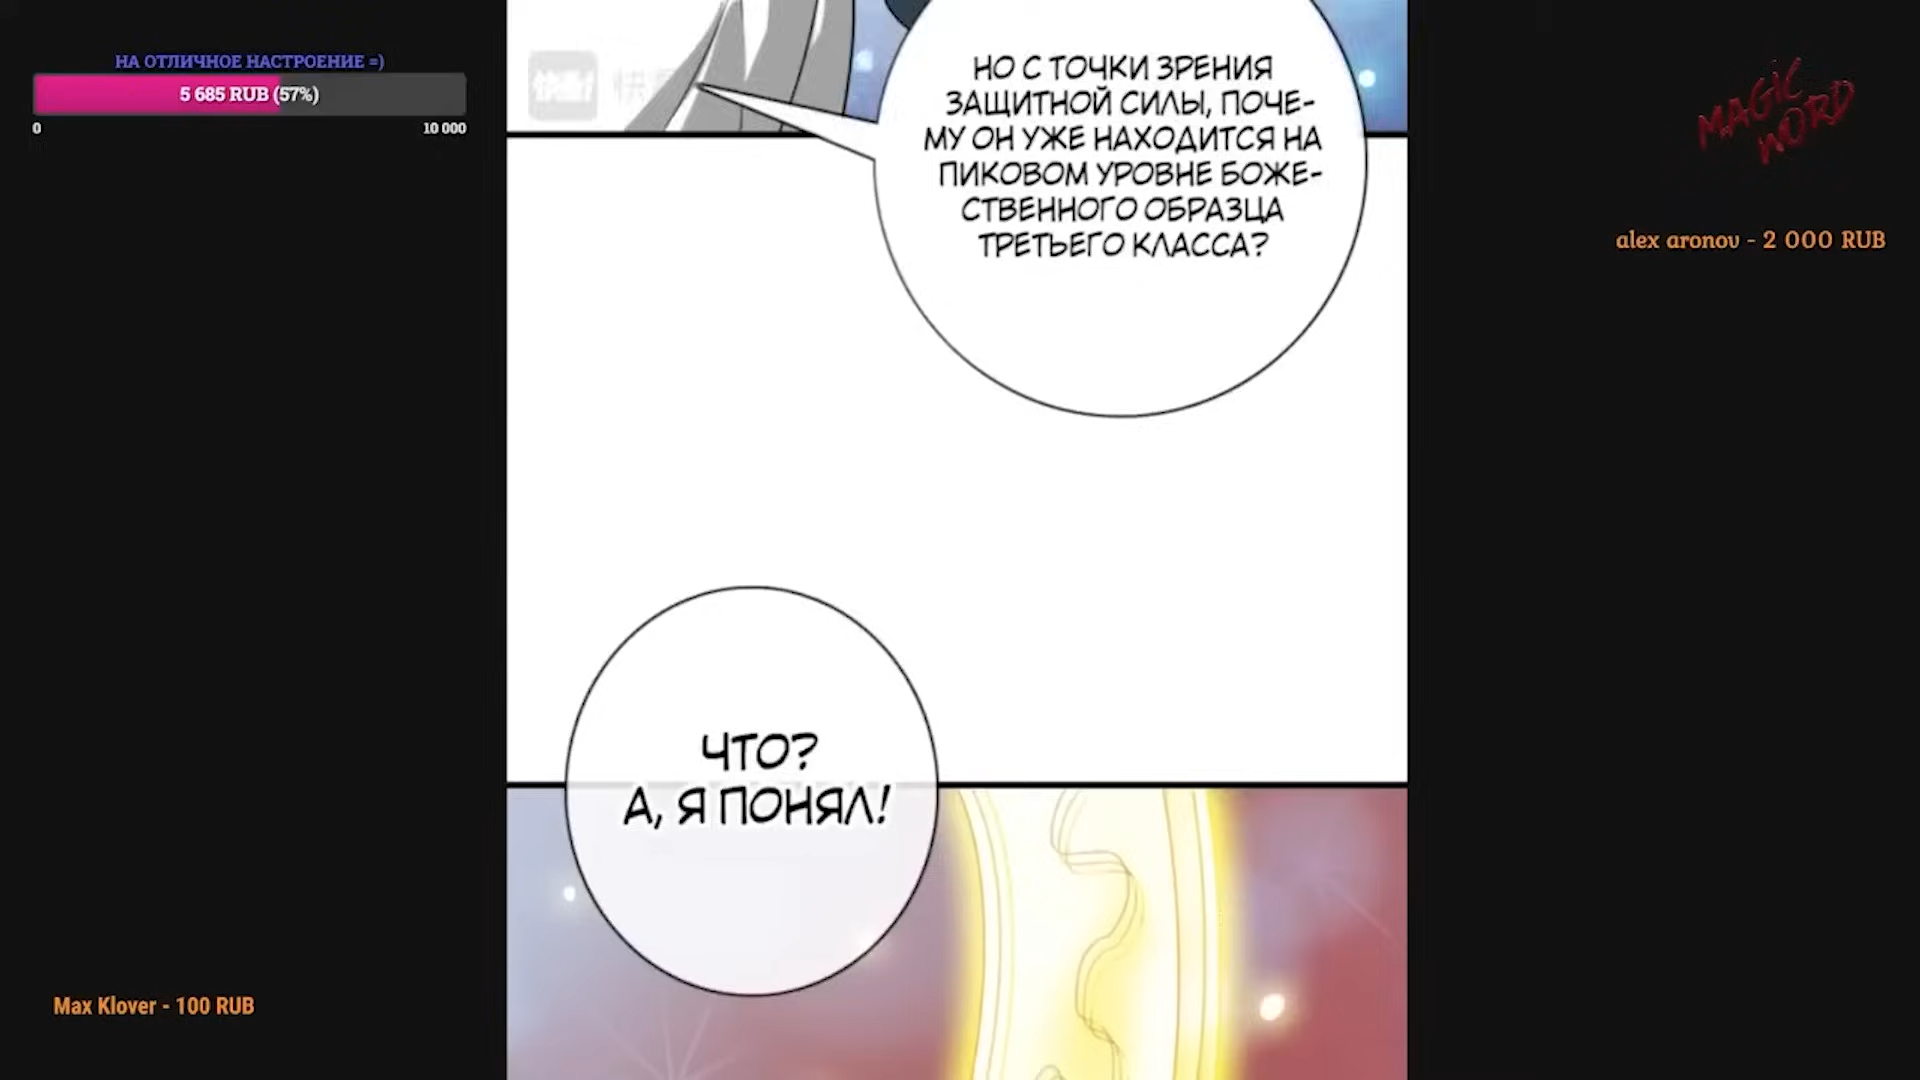 НА ОТЛИЧНОЕ НАСТРОЕНИЕ =)
5 685 RUB (57%)
0
10 000
НО С ТОЧКИ ЗРЕНИЯ
ЗАЩИТНОЙ СИЛЫ, ПОЧЕ-
МУ ОН УЖЕ НАХОДИТСЯ НА
ПИКОВОМ УРОВНЕ БОЖЕ-
СТВЕННОГО ОБРАЗЦА
ТРЕТЬЕГО КЛАССА?
MAGIC
WORD
alex aronov - 2 000 RUB
ЧТО?
А, Я ПОНЯЛ!
Max Klover - 100 RUB